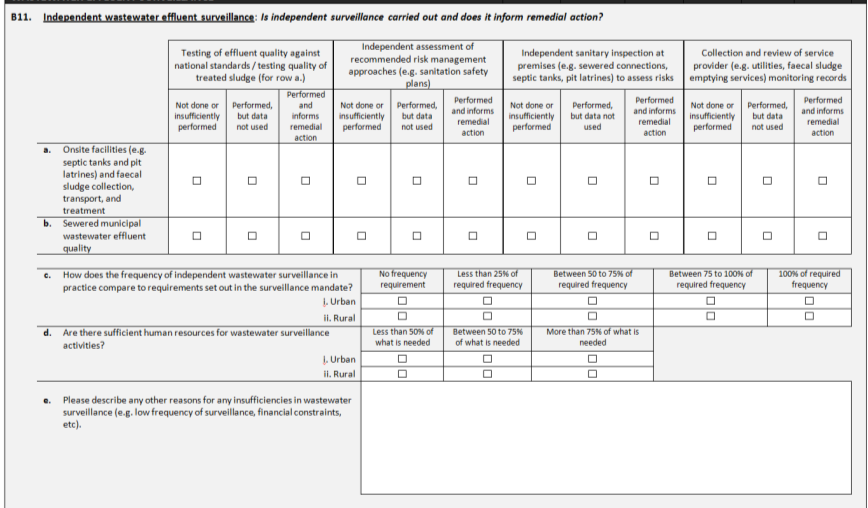 B11. Independent wastewater effluent surveillance: Is independent surveillance carried out and does it inform remedial action?
Testing of effluent quality against
national standards / testing quality of
treated sludge (for row a.)
Independent assessment of
recommended risk management
approaches (e.g. sanitation safety
plans)
Independent sanitary inspection at
premises (e.g. sewered connections,
septic tanks, pit latrines) to assess risks
Collection and review of service
provider (e.g. utilities, faecal sludge
emptying services) monitoring records
Not done or
insufficiently
performed
Performed,
but data
not used
Performed
and
informs
remedial
action
Not done or
insufficiently
performed
Performed,
but data
not used
Performed
and informs
remedial
action
Not done or
insufficiently
performed
Performed,
but data not
used
Performed
and informs
remedial
action
Not done or
insufficiently
performed
Performed,
but data
not used
Performed
and informs
remedial
action
a. Onsite facilities (e.g.
septic tanks and pit
latrines) and faecal
sludge collection,
transport, and
treatment
☐ ☐ ☐ ☐ ☐ ☐ ☐ ☐ ☐ ☐ ☐ ☐
b. Sewered municipal
wastewater effluent
quality
☐ ☐ ☐ ☐ ☐ ☐ ☐ ☐ ☐ ☐ ☐ ☐
c. How does the frequency of independent wastewater surveillance in
practice compare to requirements set out in the surveillance mandate?
No frequency
requirement
Less than 25% of
required frequency
Between 50 to 75% of
required frequency
Between 75 to 100% of
required frequency
100% of required
frequency
i. Urban ☐ ☐ ☐ ☐ ☐
ii. Rural ☐ ☐ ☐ ☐ ☐
d. Are there sufficient human resources for wastewater surveillance
activities?
Less than 50% of
what is needed
Between 50 to 75%
of what is needed
More than 75% of what is
needed
i. Urban ☐ ☐ ☐
ii. Rural ☐ ☐ ☐
e. Please describe any other reasons for any insufficiencies in wastewater
surveillance (e.g. low frequency of surveillance, financial constraints,
etc).